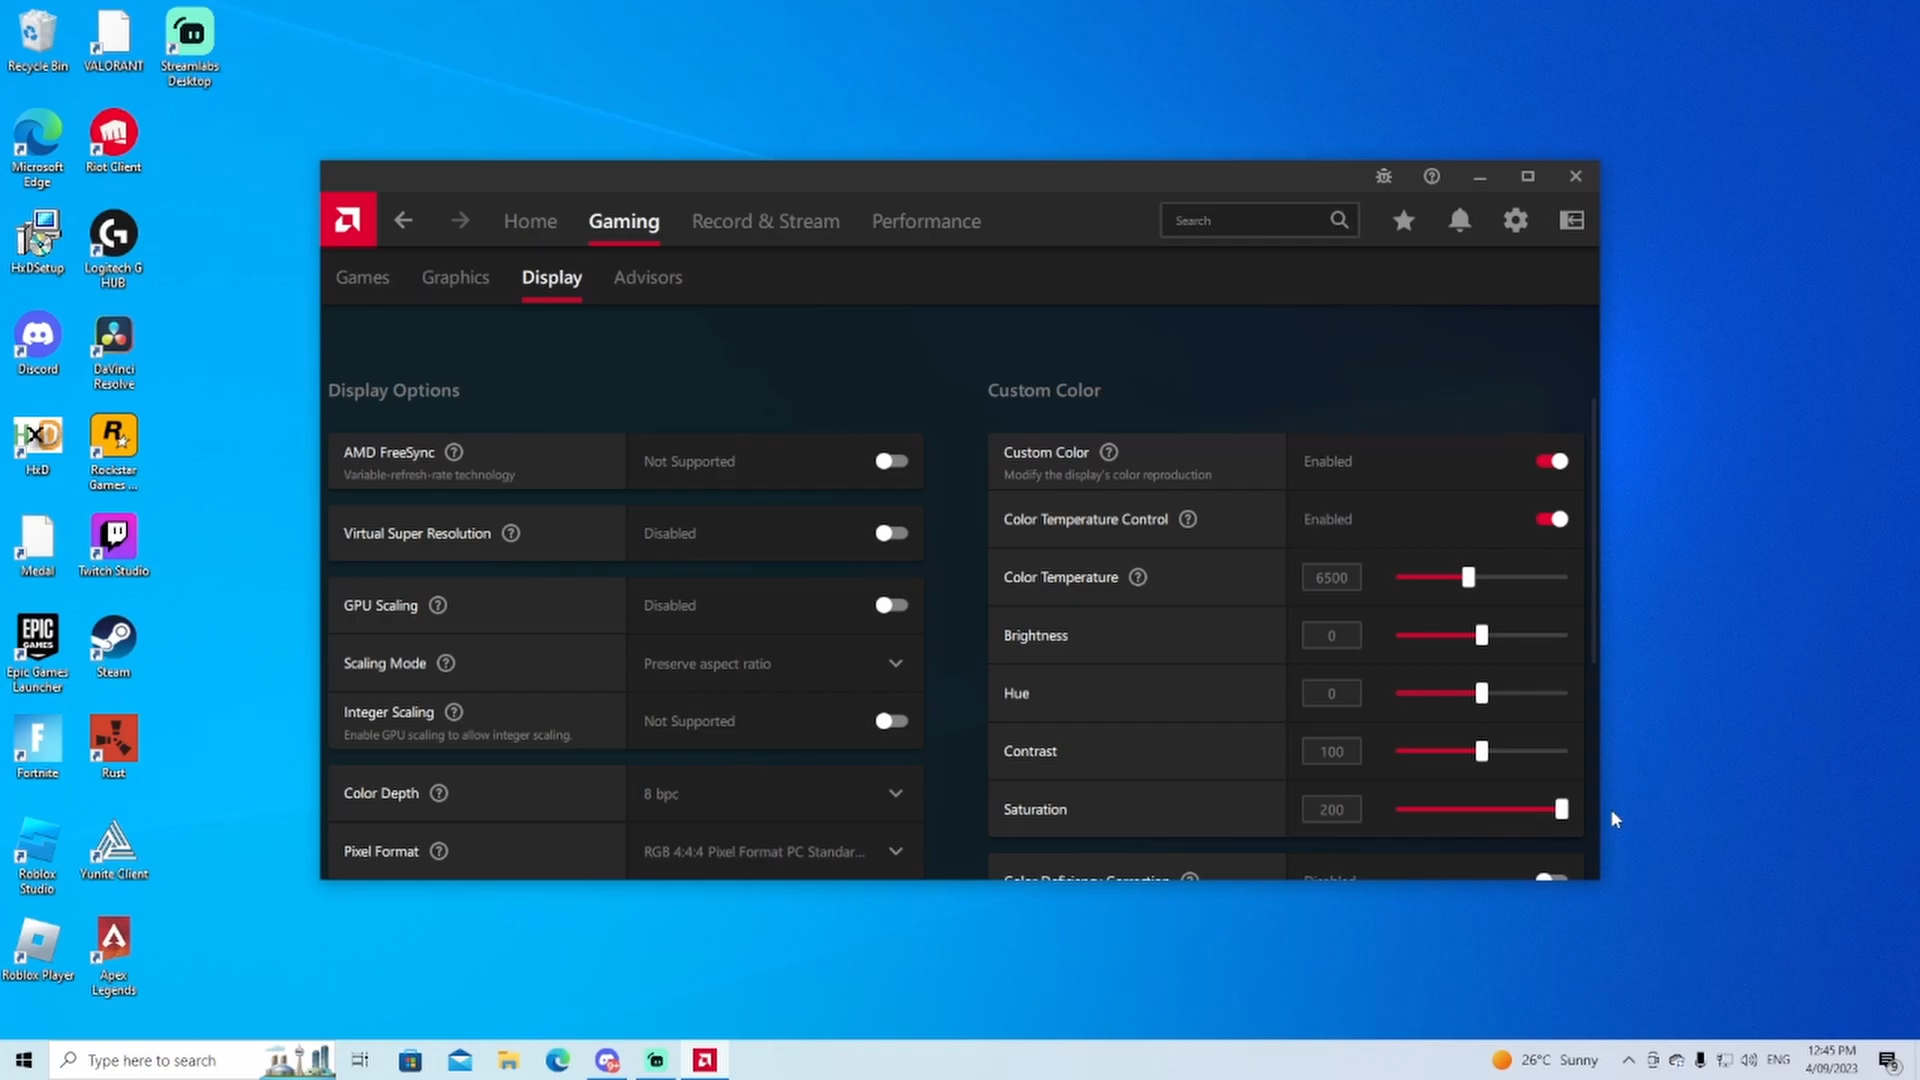 Recycle Bin
VALORANT
Streamlabs
Desktop
Microsoft
Edge
Riot Client
HxDSetup
Logitech G
HUB
Discord
DaVinci
Resolve
HxD
HxD
R
Rockstar
Games ...
Medal
Twitch Studio
EPIC
GAMES
Epic Games
Launcher
Steam
F
Fortnite
Rust
Roblox
Studio
Yunite Client
Roblox Player
Apex
Legends
Home
Gaming
Record & Stream
Performance
Search
Games
Graphics
Display
Advisors
Display Options
AMD FreeSync
Variable-refresh-rate technology
Not Supported
Virtual Super Resolution
Disabled
GPU Scaling
Disabled
Scaling Mode
Preserve aspect ratio
Integer Scaling
Enable GPU scaling to allow integer scaling.
Not Supported
Color Depth
8 bpc
Pixel Format
RGB 4:4:4 Pixel Format PC Standar...
Custom Color
Custom Color
Modify the display's color reproduction
Enabled
Color Temperature Control
Enabled
Color Temperature
6500
Brightness
0
Hue
0
Contrast
100
Saturation
200
Color Deficiency Correction
Disabled
Type here to search
26°C Sunny
ENG
12:45 PM
4/09/2023
9